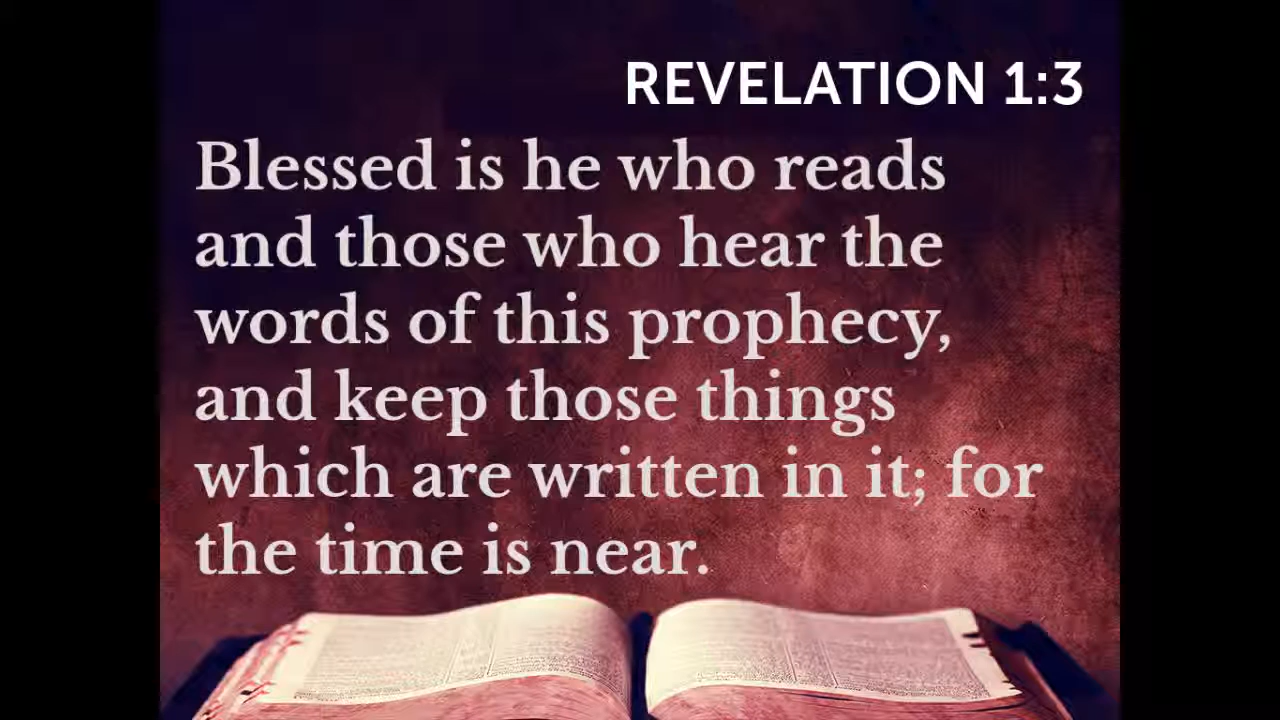 REVELATION 1:3
Blessed is he who reads
and those who hear the
words of this prophecy,
and keep those things
which are written in it; for
the time is near.